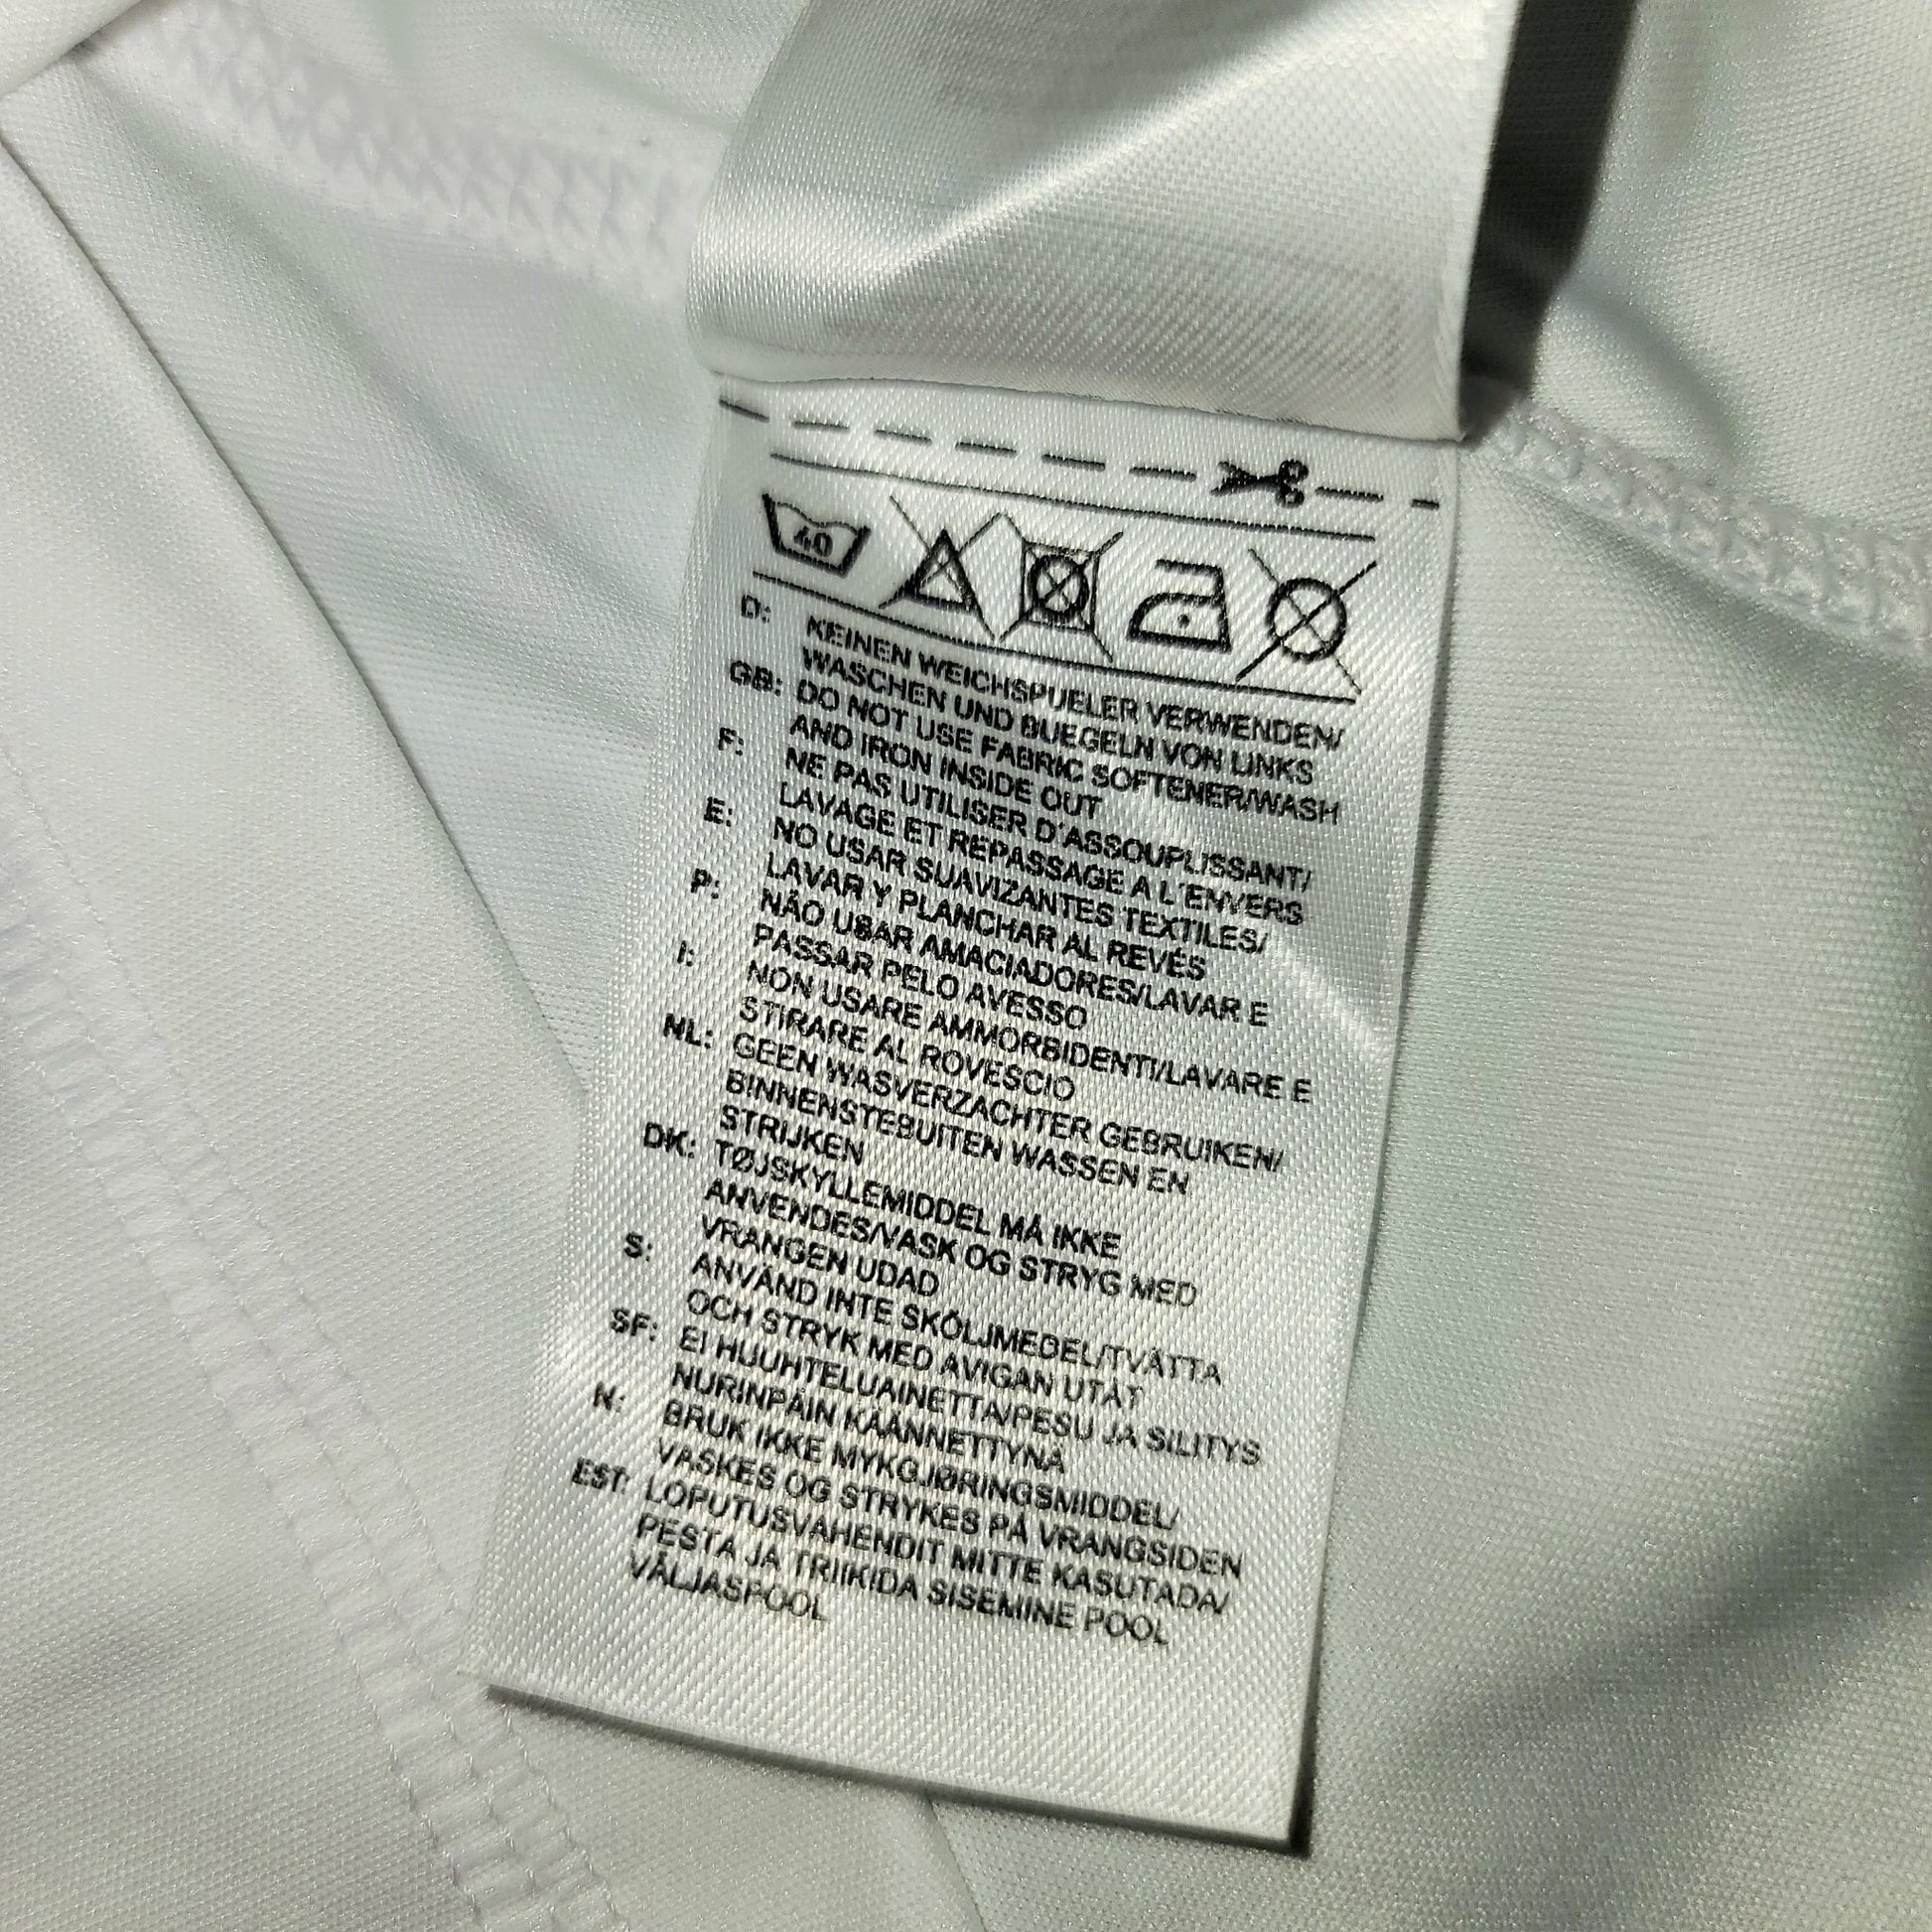 40
D: KEINEN WEICHSPUELER VERWENDEN/
WASCHEN UND BUEGELN VON LINKS
GB: DO NOT USE FABRIC SOFTENER/WASH
AND IRON INSIDE OUT
F: NE PAS UTILISER D'ASSOUPLISSANT/
LAVAGE ET REPASSAGE A L'ENVERS
E: NO USAR SUAVIZANTES TEXTILES/
LAVAR Y PLANCHAR AL REVÉS
P: NÃO USAR AMACIADORES/LAVAR E
PASSAR PELO AVESSO
I: NON USARE AMMORBIDENTI/LAVARE E
STIRARE AL ROVESCIO
NL: GEEN WASVERZACHTER GEBRUIKEN/
BINNENSTEBUITEN WASSEN EN
STRIJKEN
DK: TØJSKYLLEMIDDEL MÅ IKKE
ANVENDES/VASK OG STRYG MED
VRANGEN UDAD
S: ANVÄND INTE SKÖLJMEDEL/TVÄTTA
OCH STRYK MED AVIGAN UTÅT
SF: EI HUUHTELUAINETTA/PESU JA SILITYS
NURINPÄIN KÄÄNNETTYNÄ
N: BRUK IKKE MYKGJØRINGSMIDDEL/
VASKES OG STRYKES PÅ VRANGSIDEN
EST: LOPUTUSVAHENDIT MITTE KASUTADA/
PESTA JA TRIIKIDA SISEMINE POOL
VÄLJASPOOL